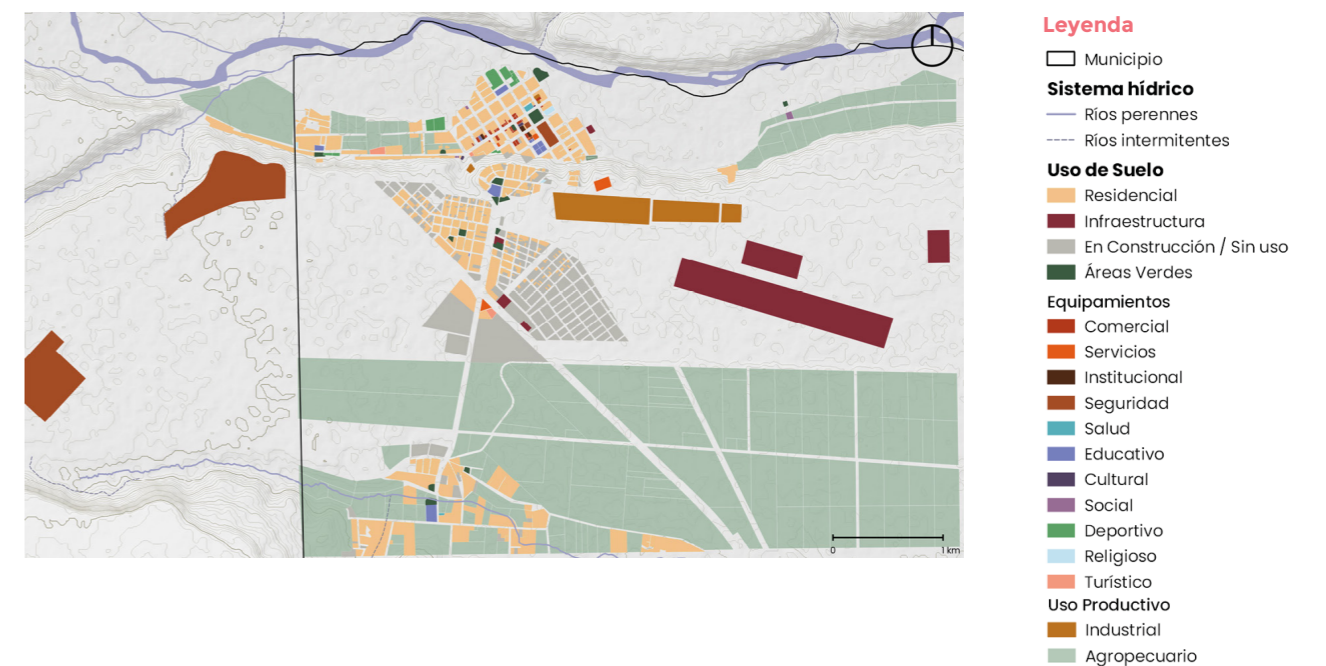 Leyenda
Municipio
Sistema hídrico
Ríos perennes
Ríos intermitentes
Uso de Suelo
Residencial
Infraestructura
En Construcción / Sin uso
Áreas Verdes
Equipamientos
Comercial
Servicios
Institucional
Seguridad
Salud
Educativo
Cultural
Social
Deportivo
Religioso
Turístico
Uso Productivo
Industrial
Agropecuario
0 1 km